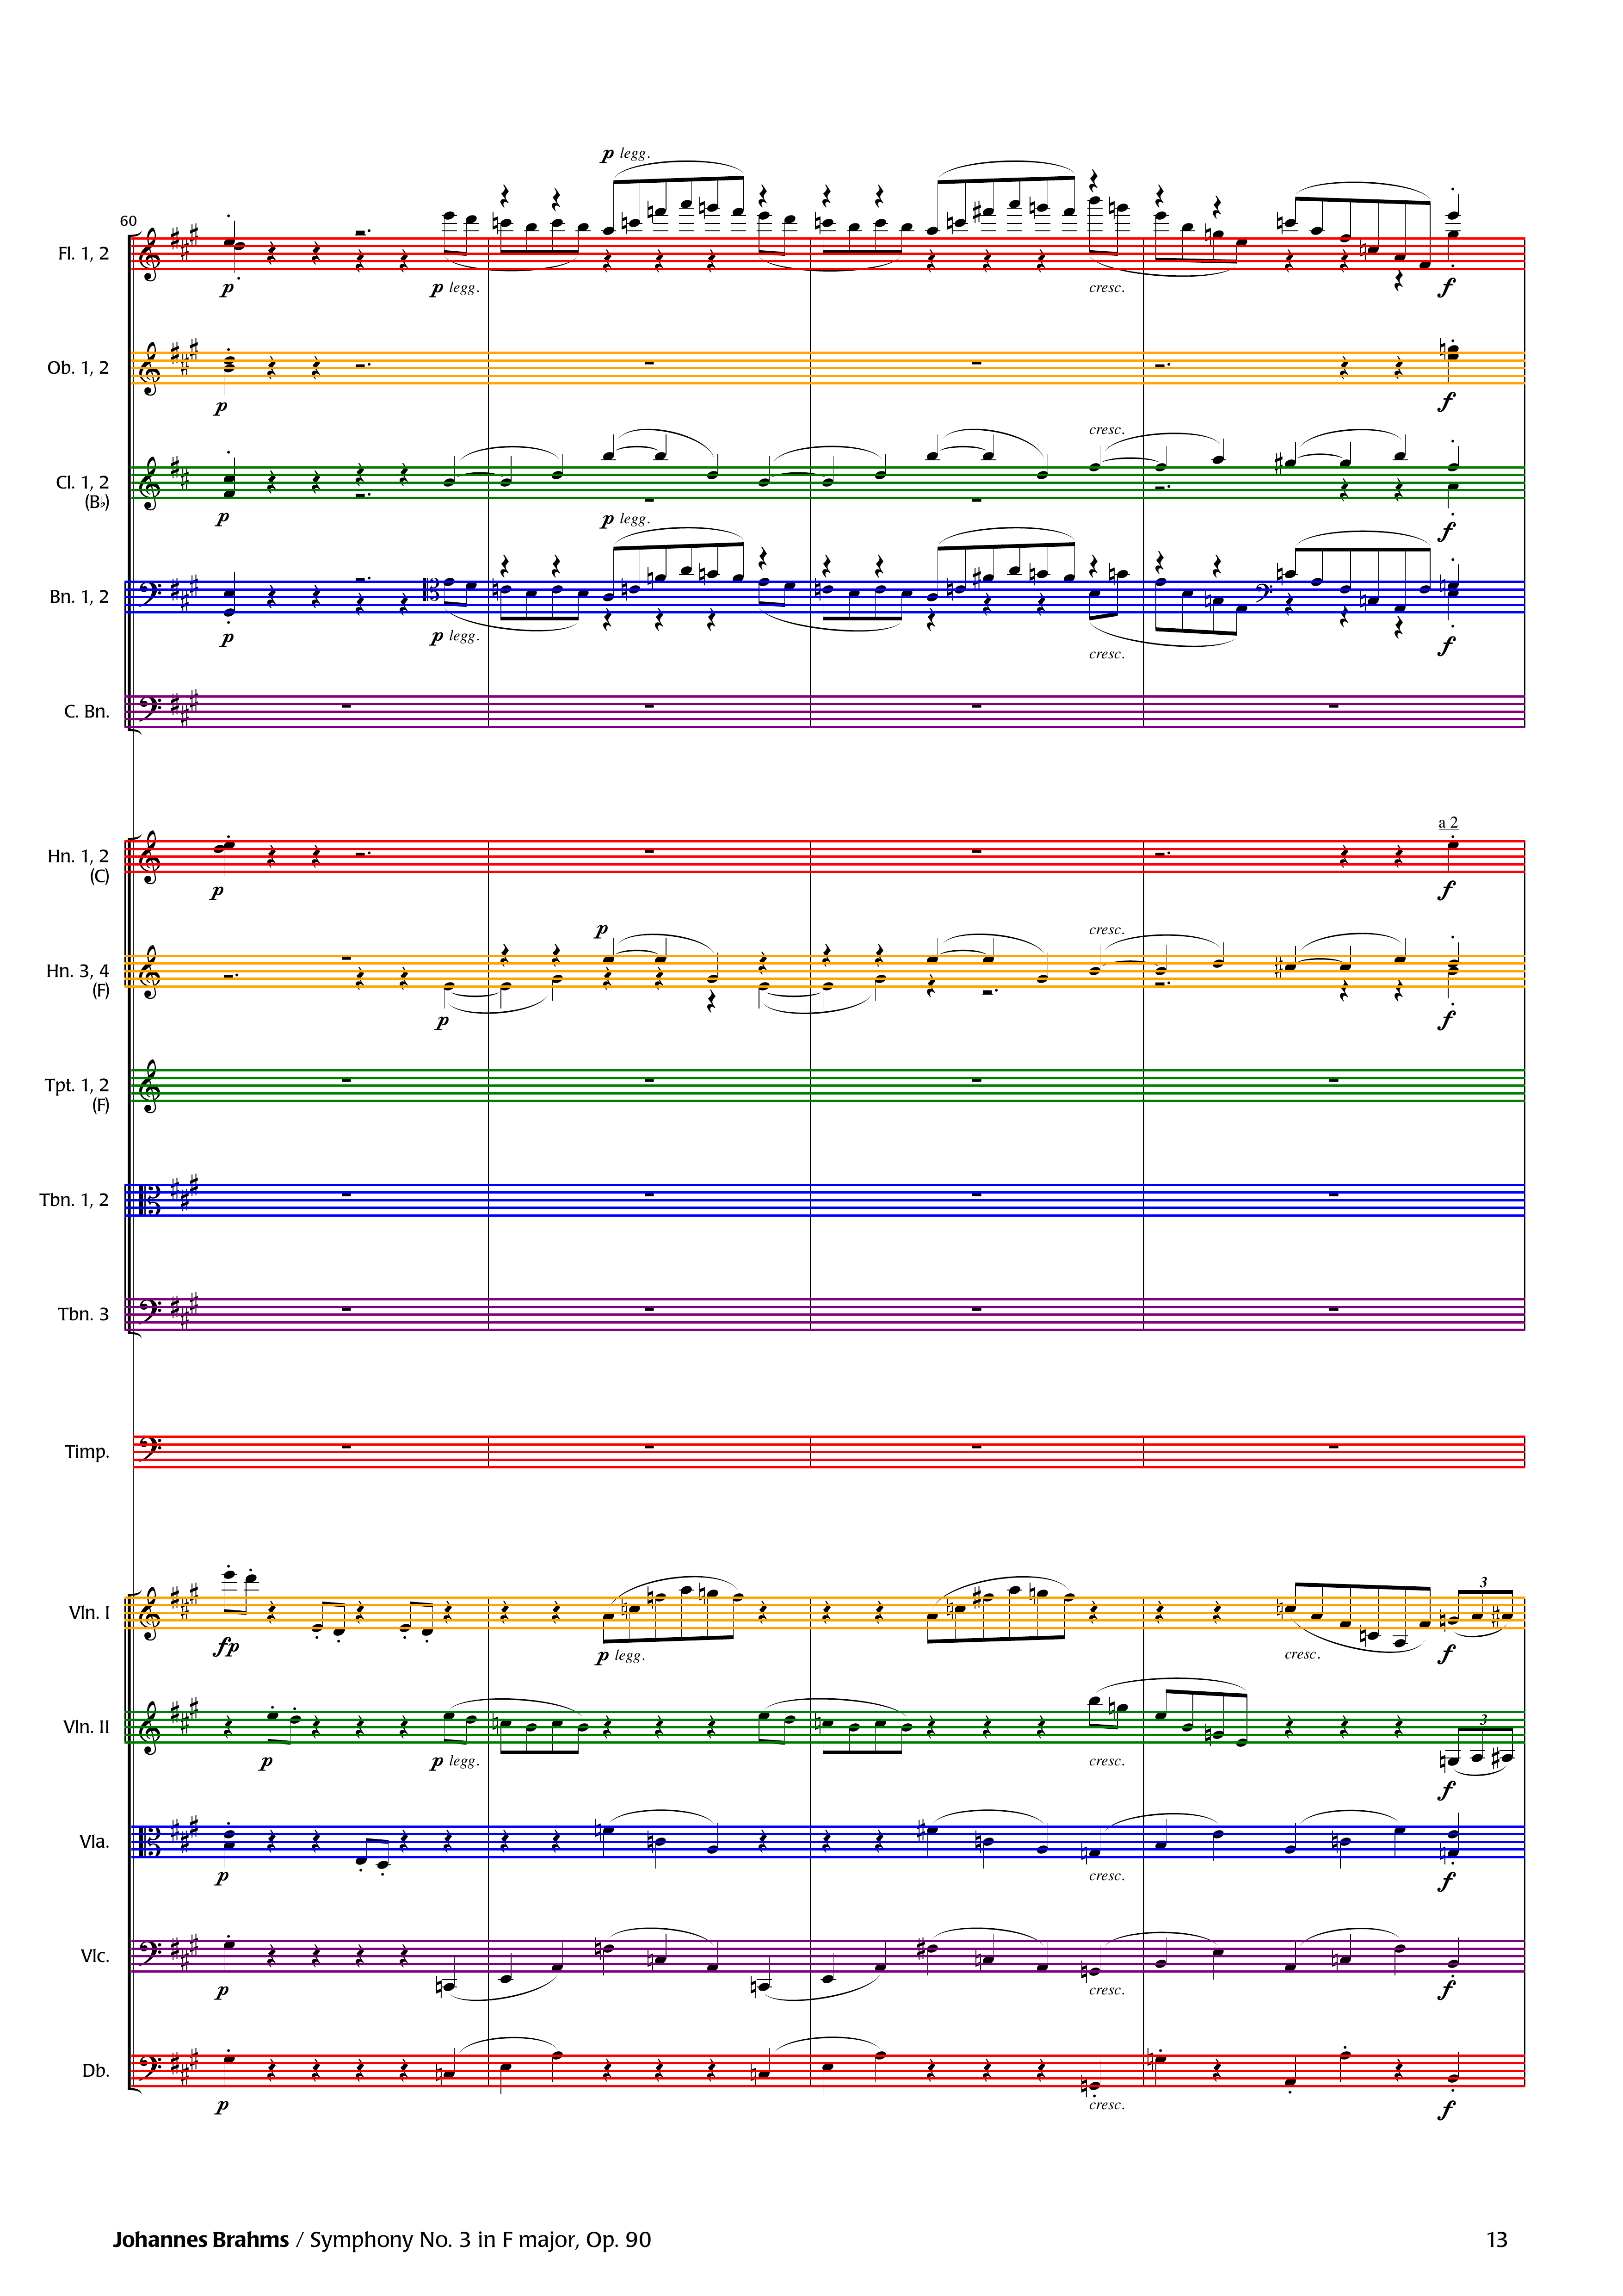 p legg.
60
Fl. 1, 2
p
p legg.
cresc.
f
Ob. 1, 2
p
f
cresc.
Cl. 1, 2
(B♭)
p
p legg.
f
Bn. 1, 2
p
p legg.
cresc.
f
C. Bn.
a 2
Hn. 1, 2
(C)
p
f
p
cresc.
Hn. 3, 4
(F)
p
f
Tpt. 1, 2
(F)
Tbn. 1, 2
Tbn. 3
Timp.
3
Vln. I
fp
p legg.
cresc.
f
3
Vln. II
p
p legg.
cresc.
f
Vla.
p
cresc.
f
Vlc.
p
cresc.
f
Db.
p
cresc.
f
Johannes Brahms / Symphony No. 3 in F major, Op. 90
13